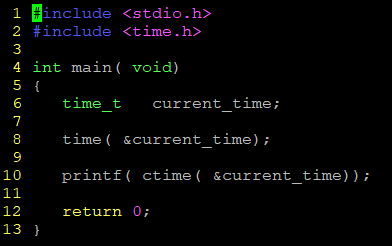 1 #include <stdio.h>
2 #include <time.h>
3
4 int main( void)
5 {
6    time_t   current_time;
7
8    time( &current_time);
9
10    printf( ctime( &current_time));
11
12    return 0;
13 }